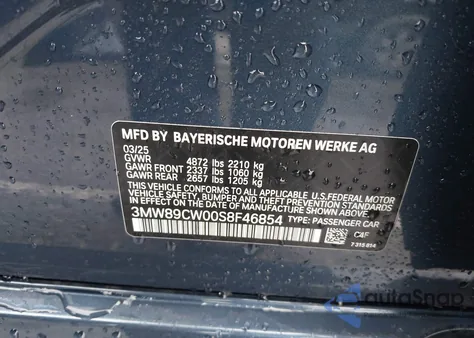 MFD BY BAYERISCHE MOTOREN WERKE AG
03/25
GVWR 4872 lbs 2210 kg
GAWR FRONT 2337 lbs 1060 kg
GAWR REAR 2657 lbs 1205 kg
THIS VEHICLE CONFORMS TO ALL APPLICABLE U.S.FEDERAL MOTOR
VEHICLE SAFETY, BUMPER, AND THEFT PREVENTION STANDARDS
IN EFFECT ON THE DATE OF MANUFACTURE SHOWN ABOVE.
3MW89CW00S8F46854 TYPE: PASSENGER CAR
C4F
7315614
autoSnap